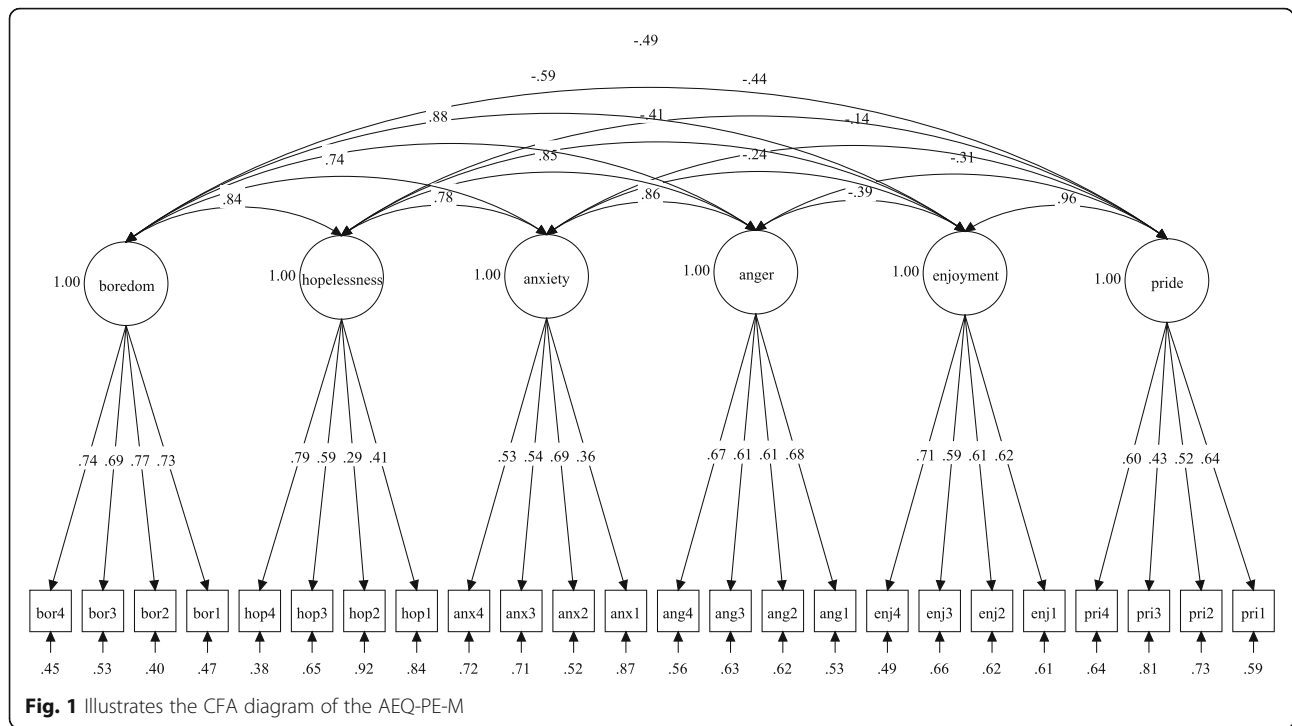 -.49
-.59 -.44
.88 -.41 -.14
.74 .85 -.24 -.31
.84 .78 .86 -.39 .96
1.00 boredom 1.00 hopelessness 1.00 anxiety 1.00 anger 1.00 enjoyment 1.00 pride
.74 .69 .77 .73 .79 .59 .29 .41 .53 .54 .69 .36 .67 .61 .61 .68 .71 .59 .61 .62 .60 .43 .52 .64
bor4 bor3 bor2 bor1 hop4 hop3 hop2 hop1 anx4 anx3 anx2 anx1 ang4 ang3 ang2 ang1 enj4 enj3 enj2 enj1 pri4 pri3 pri2 pri1
.45 .53 .40 .47 .38 .65 .92 .84 .72 .71 .52 .87 .56 .63 .62 .53 .49 .66 .62 .61 .64 .81 .73 .59
Fig. 1 Illustrates the CFA diagram of the AEQ-PE-M